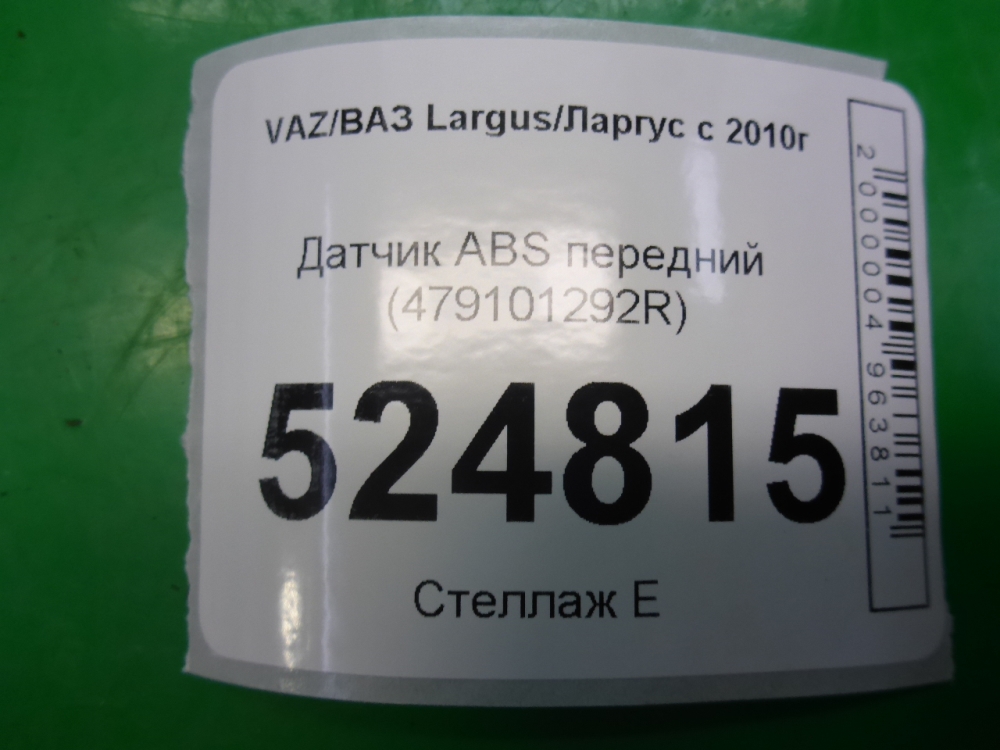 VAZ/ВАЗ Largus/Ларгус с 2010г
Датчик ABS передний
(479101292R)
524815
Стеллаж Е
2000004963811